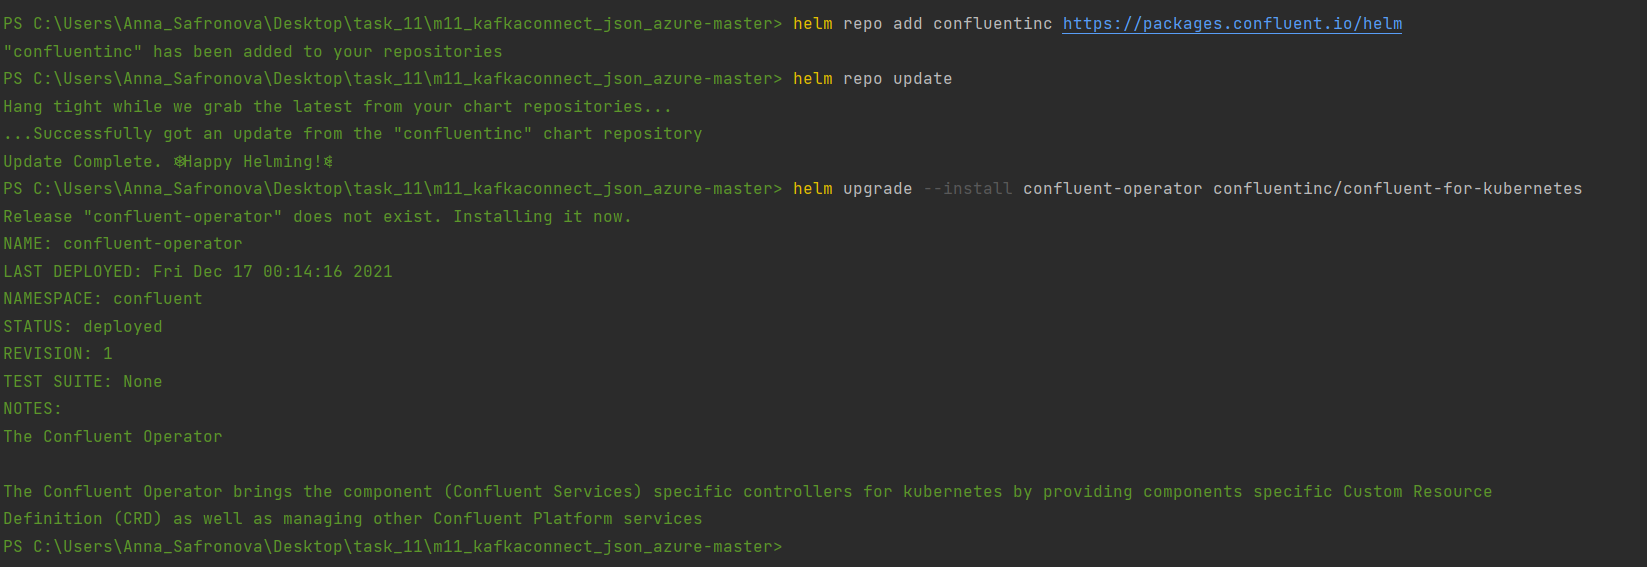 PS C:\Users\Anna_Safronova\Desktop\task_11\m11_kafkaconnect_json_azure-master> helm repo add confluentinc https://packages.confluent.io/helm
"confluentinc" has been added to your repositories
PS C:\Users\Anna_Safronova\Desktop\task_11\m11_kafkaconnect_json_azure-master> helm repo update
Hang tight while we grab the latest from your chart repositories...
...Successfully got an update from the "confluentinc" chart repository
Update Complete. ⎈Happy Helming!⎈
PS C:\Users\Anna_Safronova\Desktop\task_11\m11_kafkaconnect_json_azure-master> helm upgrade --install confluent-operator confluentinc/confluent-for-kubernetes
Release "confluent-operator" does not exist. Installing it now.
NAME: confluent-operator
LAST DEPLOYED: Fri Dec 17 00:14:16 2021
NAMESPACE: confluent
STATUS: deployed
REVISION: 1
TEST SUITE: None
NOTES:
The Confluent Operator
The Confluent Operator brings the component (Confluent Services) specific controllers for kubernetes by providing components specific Custom Resource
Definition (CRD) as well as managing other Confluent Platform services
PS C:\Users\Anna_Safronova\Desktop\task_11\m11_kafkaconnect_json_azure-master>